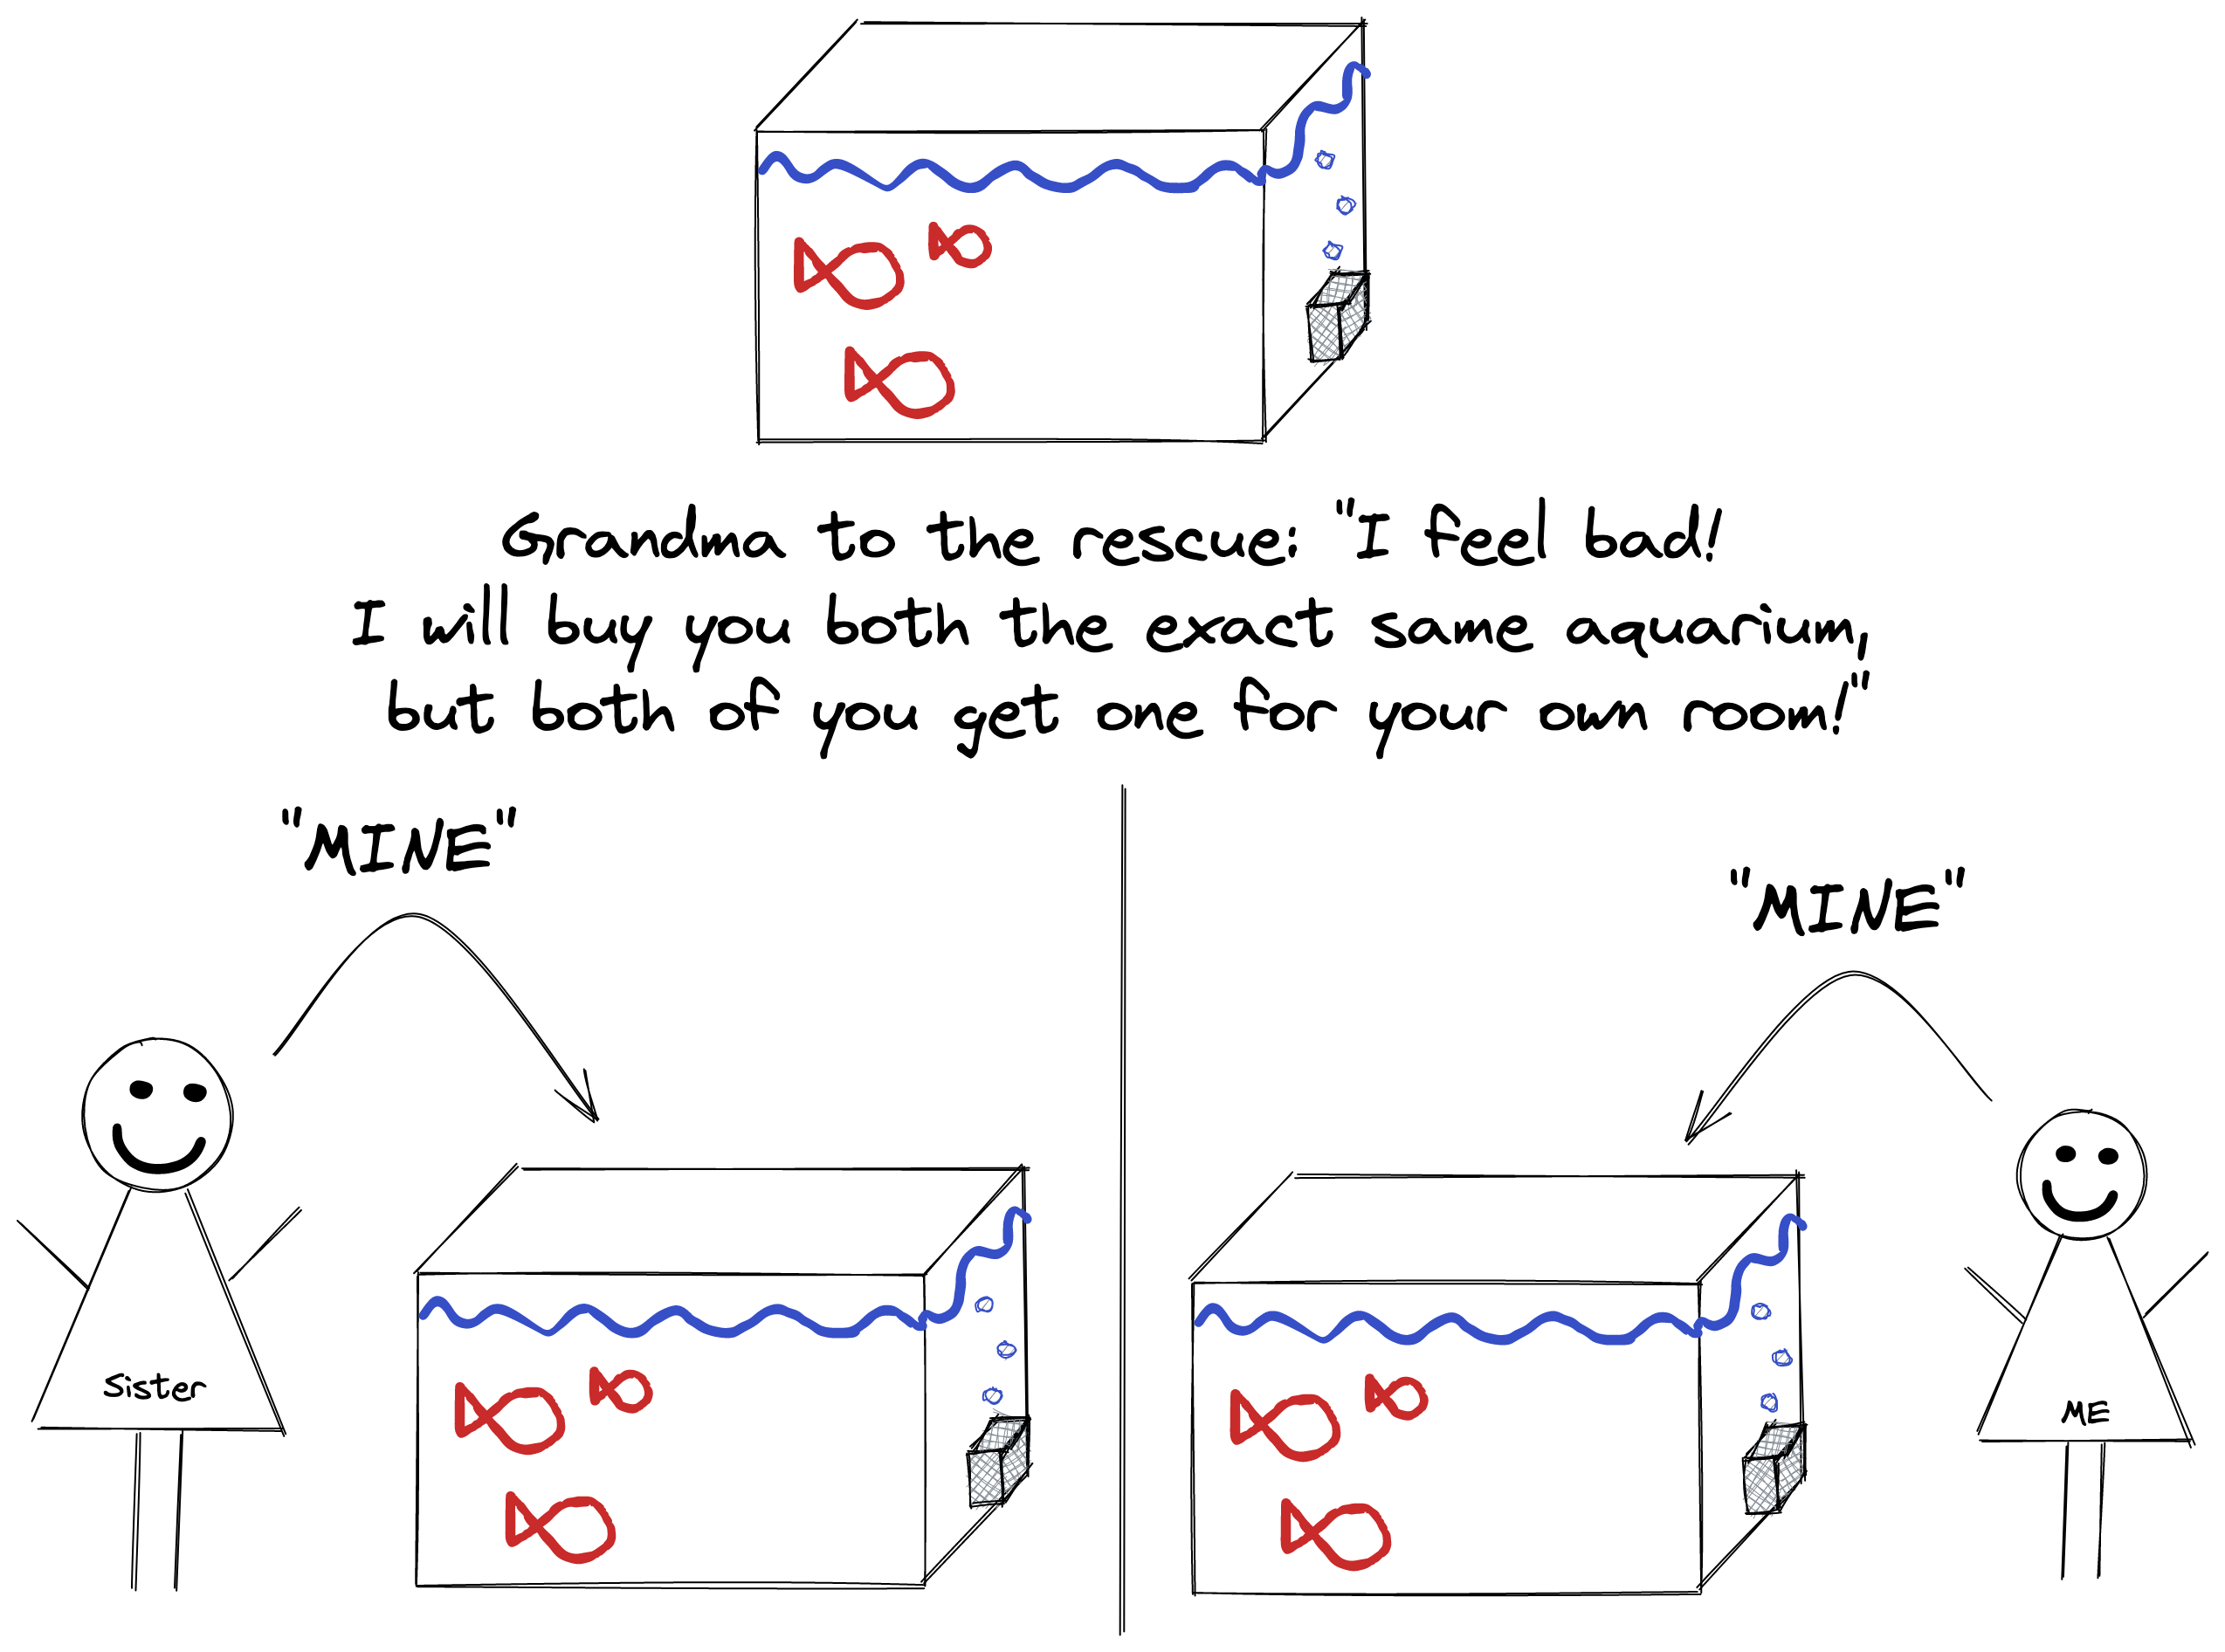 Grandma to the rescue: "I feel bad!
I will buy you both the exact same aquarium,
but both of you get one for your own room!"
"MINE"
"MINE"
Sister
ME